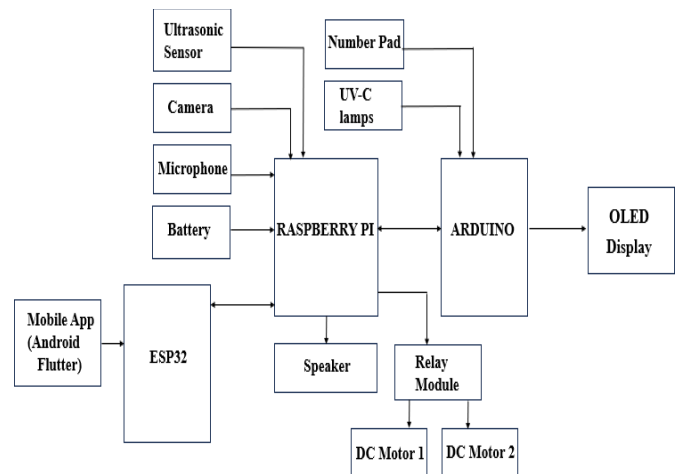 Ultrasonic
Sensor
Number Pad
Camera
UV-C
lamps
Microphone
Battery
RASPBERRY PI
ARDUINO
OLED
Display
Mobile App
(Android
Flutter)
ESP32
Speaker
Relay
Module
DC Motor 1
DC Motor 2